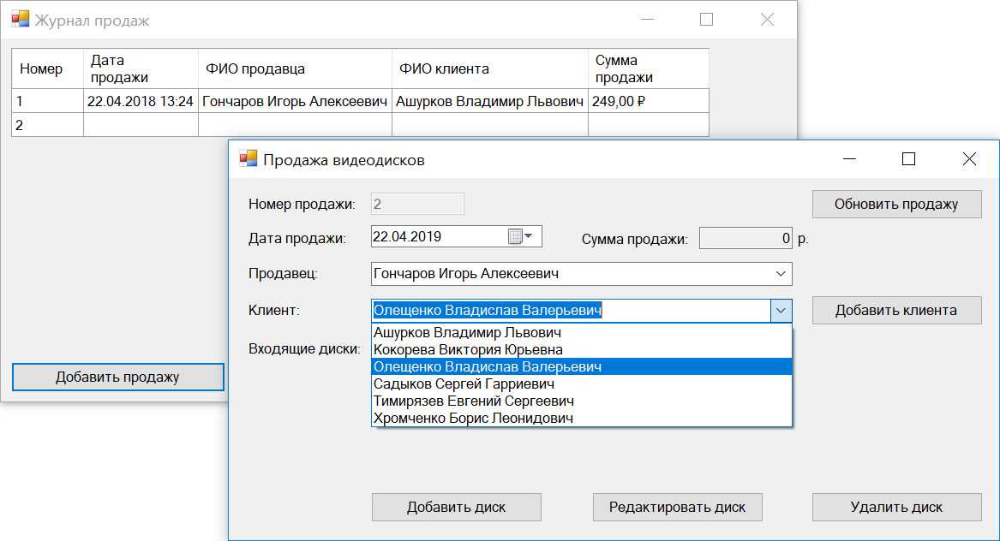 Журнал продаж
Номер
Дата
продажи
ФИО продавца
ФИО клиента
Сумма
продажи
1
22.04.2018 13:24
Гончаров Игорь Алексеевич
Ашурков Владимир Львович
249,00 ₽
2
Добавить продажу
Продажа видеодисков
Номер продажи:
2
Обновить продажу
Дата продажи:
22.04.2019
Сумма продажи:
0
р.
Продавец:
Гончаров Игорь Алексеевич
Клиент:
Олещенко Владислав Валерьевич
Добавить клиента
Ашурков Владимир Львович
Кокорева Виктория Юрьевна
Олещенко Владислав Валерьевич
Садыков Сергей Гарриевич
Тимирязев Евгений Сергеевич
Хромченко Борис Леонидович
Входящие диски:
Добавить диск
Редактировать диск
Удалить диск